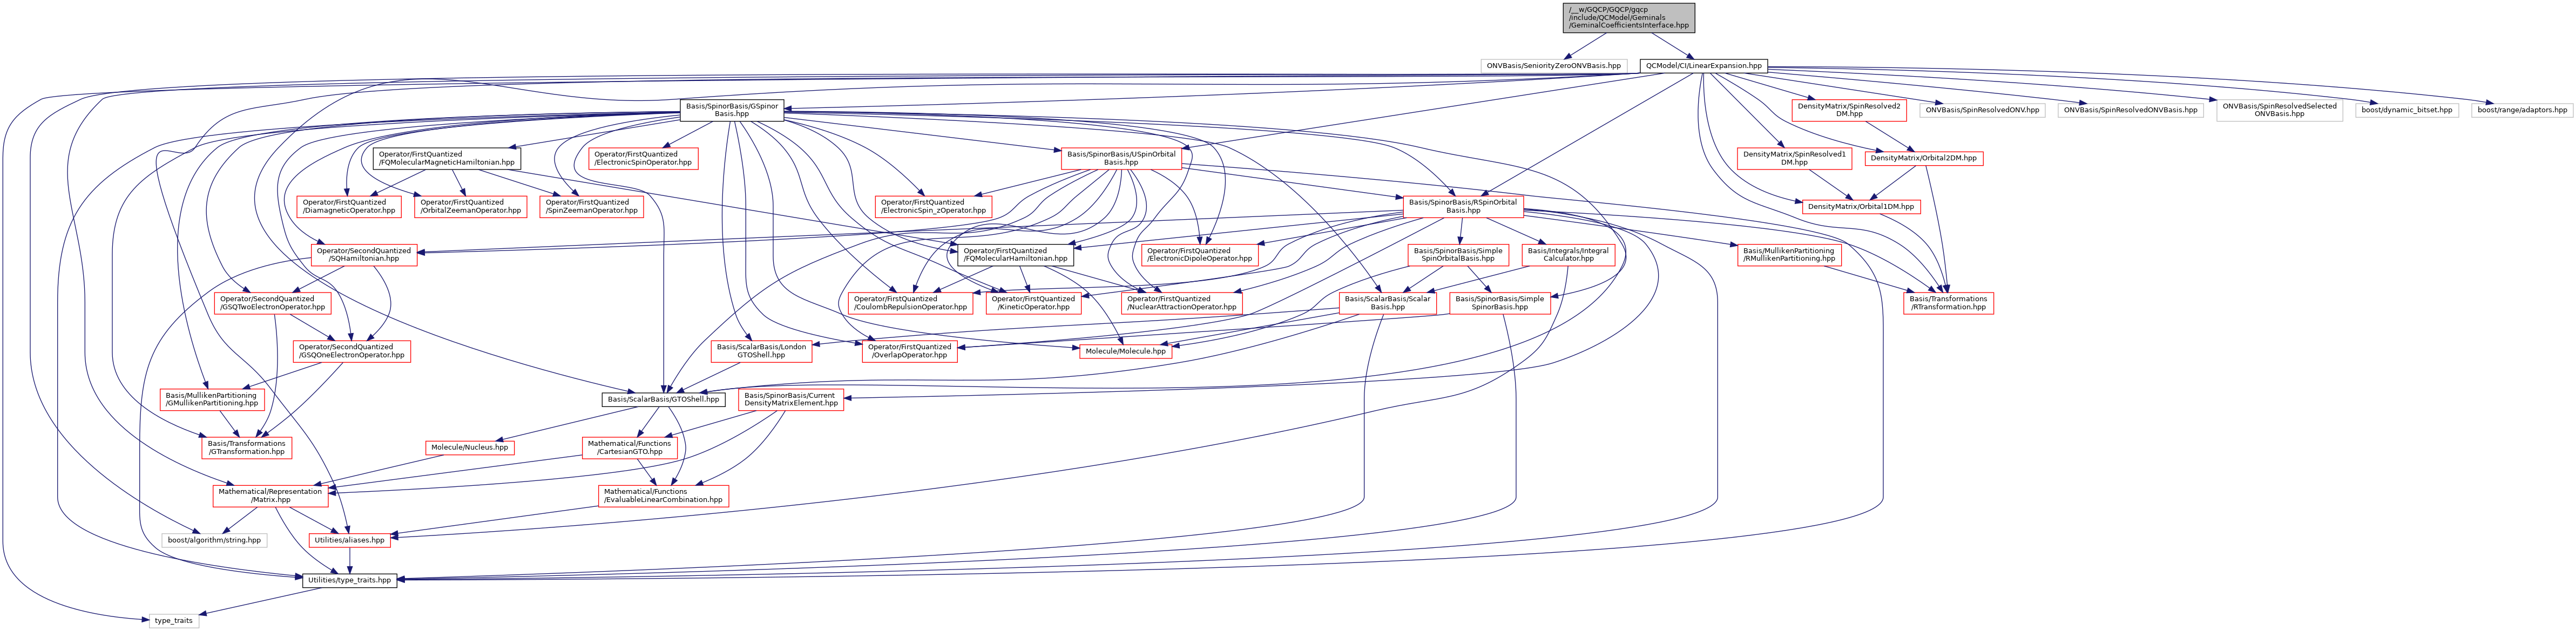 /__w/GQCP/GQCP/gqcp
/include/QCModel/Geminals
/GeminalCoefficientsInterface.hpp
ONVBasis/SeniorityZeroONVBasis.hpp
QCModel/CI/LinearExpansion.hpp
Basis/SpinorBasis/GSpinor
Basis.hpp
DensityMatrix/SpinResolved2
DM.hpp
ONVBasis/SpinResolvedONV.hpp
ONVBasis/SpinResolvedONVBasis.hpp
ONVBasis/SpinResolvedSelected
ONVBasis.hpp
boost/dynamic_bitset.hpp
boost/range/adaptors.hpp
Operator/FirstQuantized
/FQMolecularMagneticHamiltonian.hpp
Operator/FirstQuantized
/ElectronicSpinOperator.hpp
Basis/SpinorBasis/USpinOrbital
Basis.hpp
DensityMatrix/SpinResolved1
DM.hpp
DensityMatrix/Orbital2DM.hpp
Operator/FirstQuantized
/DiamagneticOperator.hpp
Operator/FirstQuantized
/OrbitalZeemanOperator.hpp
Operator/FirstQuantized
/SpinZeemanOperator.hpp
Operator/FirstQuantized
/ElectronicSpin_zOperator.hpp
Basis/SpinorBasis/RSpinOrbital
Basis.hpp
DensityMatrix/Orbital1DM.hpp
Operator/SecondQuantized
/SQHamiltonian.hpp
Operator/FirstQuantized
/FQMolecularHamiltonian.hpp
Operator/FirstQuantized
/ElectronicDipoleOperator.hpp
Basis/SpinorBasis/Simple
SpinOrbitalBasis.hpp
Basis/Integrals/Integral
Calculator.hpp
Basis/MullikenPartitioning
/RMullikenPartitioning.hpp
Operator/SecondQuantized
/GSQTwoElectronOperator.hpp
Operator/FirstQuantized
/CoulombRepulsionOperator.hpp
Operator/FirstQuantized
/KineticOperator.hpp
Operator/FirstQuantized
/NuclearAttractionOperator.hpp
Basis/ScalarBasis/Scalar
Basis.hpp
Basis/SpinorBasis/Simple
SpinorBasis.hpp
Basis/Transformations
/RTransformation.hpp
Operator/SecondQuantized
/GSQOneElectronOperator.hpp
Basis/ScalarBasis/London
GTOShell.hpp
Operator/FirstQuantized
/OverlapOperator.hpp
Molecule/Molecule.hpp
Basis/MullikenPartitioning
/GMullikenPartitioning.hpp
Basis/ScalarBasis/GTOShell.hpp
Basis/SpinorBasis/Current
DensityMatrixElement.hpp
Basis/Transformations
/GTransformation.hpp
Molecule/Nucleus.hpp
Mathematical/Functions
/CartesianGTO.hpp
Mathematical/Representation
/Matrix.hpp
Mathematical/Functions
/EvaluableLinearCombination.hpp
boost/algorithm/string.hpp
Utilities/aliases.hpp
Utilities/type_traits.hpp
type_traits